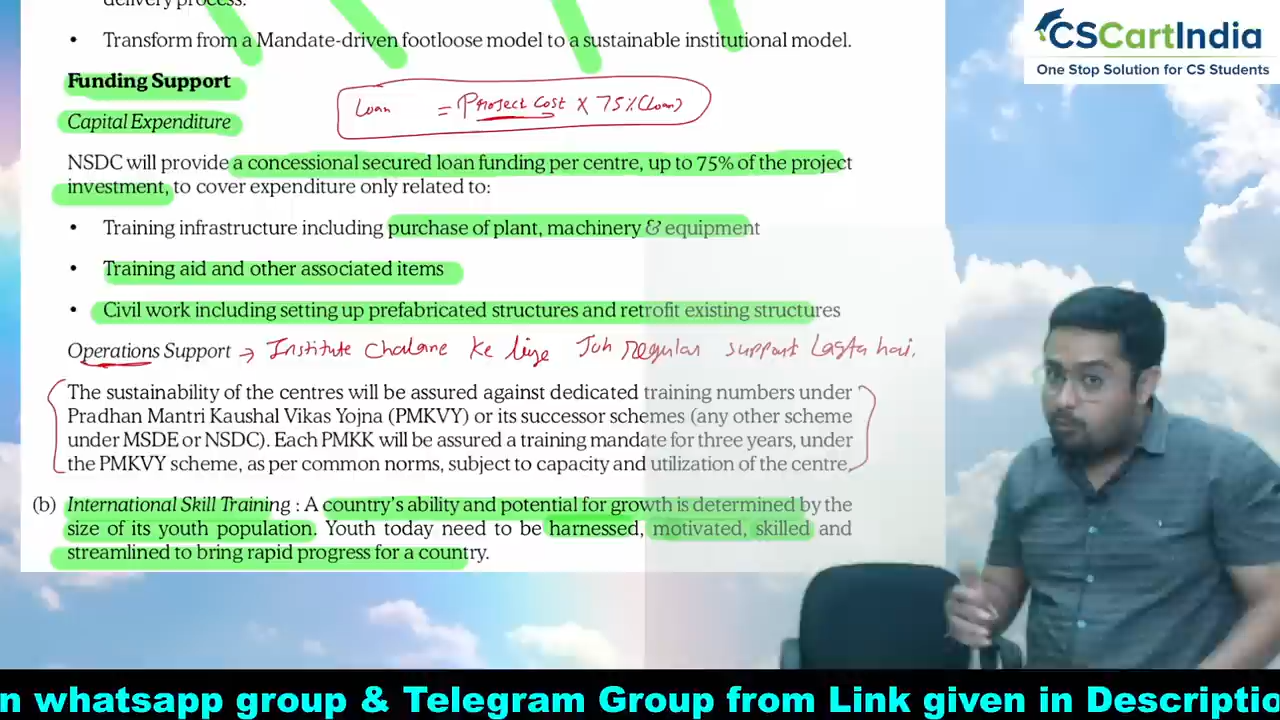 delivery process.
• Transform from a Mandate-driven footloose model to a sustainable institutional model.
CSCartIndia
One Stop Solution for CS Students
Funding Support
Loan = Project Cost x 75% (Loan)
Capital Expenditure
NSDC will provide a concessional secured loan funding per centre, up to 75% of the project
investment, to cover expenditure only related to:
• Training infrastructure including purchase of plant, machinery & equipment
• Training aid and other associated items
• Civil work including setting up prefabricated structures and retrofit existing structures
Operations Support → Institute Chalane Ke liye Joh regular support Lagta hai.
The sustainability of the centres will be assured against dedicated training numbers under
Pradhan Mantri Kaushal Vikas Yojna (PMKVY) or its successor schemes (any other scheme
under MSDE or NSDC). Each PMKK will be assured a training mandate for three years, under
the PMKVY scheme, as per common norms, subject to capacity and utilization of the centre.
(b) International Skill Training : A country's ability and potential for growth is determined by the
size of its youth population. Youth today need to be harnessed, motivated, skilled and
streamlined to bring rapid progress for a country.
n whatsapp group & Telegram Group from Link given in Descriptio